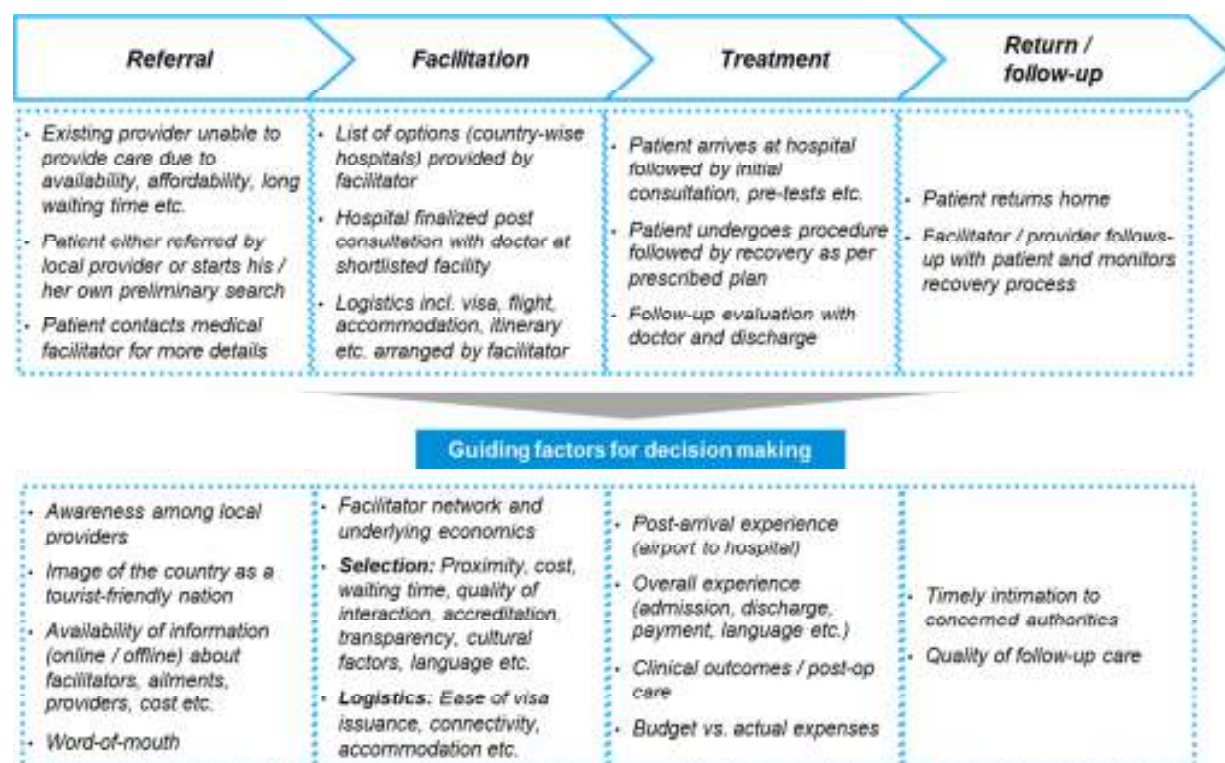 Referral
Facilitation
Treatment
Return /
follow-up
• Existing provider unable to
provide care due to
availability, affordability, long
waiting time etc.
• Patient either referred by
local provider or starts his /
her own preliminary search
• Patient contacts medical
facilitator for more details
• List of options (country-wise
hospitals) provided by
facilitator
• Hospital finalized post
consultation with doctor at
shortlisted facility
• Logistics incl. visa, flight,
accommodation, itinerary
etc. arranged by facilitator
• Patient arrives at hospital
followed by initial
consultation, pre-tests etc.
• Patient undergoes procedure
followed by recovery as per
prescribed plan
• Follow-up evaluation with
doctor and discharge
• Patient returns home
• Facilitator / provider follows-
up with patient and monitors
recovery process
Guiding factors for decision making
• Awareness among local
providers
• Image of the country as a
tourist-friendly nation
• Availability of information
(online / offline) about
facilitators, ailments,
providers, cost etc.
• Word-of-mouth
• Facilitator network and
underlying economics
• Selection: Proximity, cost,
waiting time, quality of
interaction, accreditation,
transparency, cultural
factors, language etc.
• Logistics: Ease of visa
issuance, connectivity,
accommodation etc.
• Post-arrival experience
(airport to hospital)
• Overall experience
(admission, discharge,
payment, language etc.)
• Clinical outcomes / post-op
care
• Budget vs. actual expenses
• Timely intimation to
concerned authorities
• Quality of follow-up care